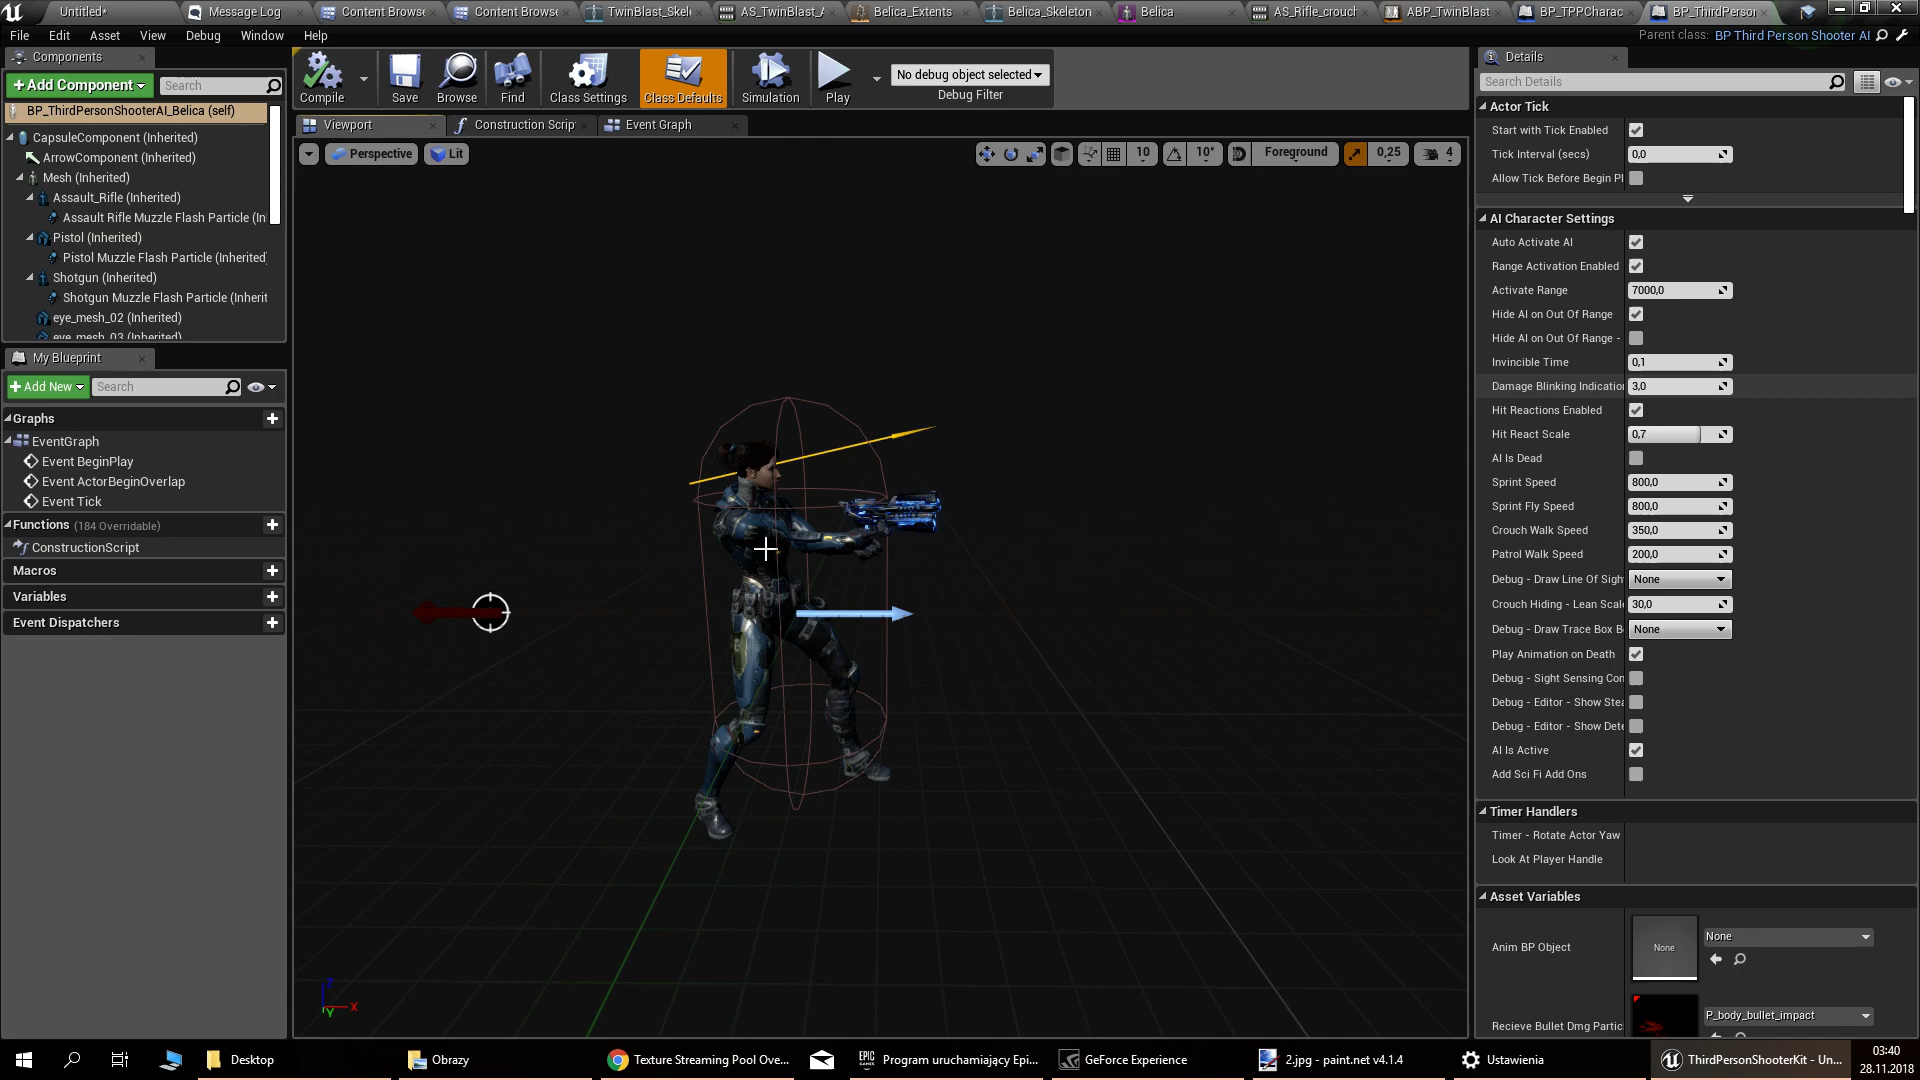 Untitled*
Message Log
Content Browse
Content Browse
TwinBlast_Skel
AS_TwinBlast_A
Belica_Extents
Belica_Skeleton
Belica
AS_Rifle_crouch
ABP_TwinBlast
BP_TPPCharac
BP_ThirdPerson
File Edit Asset View Debug Window Help
Parent class: BP Third Person Shooter AI
Components
+Add Component
Search
BP_ThirdPersonShooterAI_Belica (self)
CapsuleComponent (Inherited)
ArrowComponent (Inherited)
Mesh (Inherited)
Assault_Rifle (Inherited)
Assault Rifle Muzzle Flash Particle (In
Pistol (Inherited)
Pistol Muzzle Flash Particle (Inherited)
Shotgun (Inherited)
Shotgun Muzzle Flash Particle (Inherit
eye_mesh_02 (Inherited)
eye_mesh_03 (Inherited)
My Blueprint
+Add New
Search
Graphs
EventGraph
Event BeginPlay
Event ActorBeginOverlap
Event Tick
Functions (184 Overridable)
ConstructionScript
Macros
Variables
Event Dispatchers
Compile
Save
Browse
Find
Class Settings
Class Defaults
Simulation
Play
No debug object selected
Debug Filter
Viewport
Construction Scrip
Event Graph
Perspective
Lit
10
10°
Foreground
0,25
4
Z
X
Y
Details
Search Details
Actor Tick
Start with Tick Enabled
Tick Interval (secs) 0,0
Allow Tick Before Begin Pl
AI Character Settings
Auto Activate AI
Range Activation Enabled
Activate Range 7000,0
Hide AI on Out Of Range
Hide AI on Out Of Range -
Invincible Time 0,1
Damage Blinking Indication 3,0
Hit Reactions Enabled
Hit React Scale 0,7
AI Is Dead
Sprint Speed 800,0
Sprint Fly Speed 800,0
Crouch Walk Speed 350,0
Patrol Walk Speed 200,0
Debug - Draw Line Of Sigh None
Crouch Hiding - Lean Scale 30,0
Debug - Draw Trace Box B None
Play Animation on Death
Debug - Sight Sensing Con
Debug - Editor - Show Stea
Debug - Editor - Show Dete
AI Is Active
Add Sci Fi Add Ons
Timer Handlers
Timer - Rotate Actor Yaw
Look At Player Handle
Asset Variables
Anim BP Object
None
None
Recieve Bullet Dmg Partic
P_body_bullet_impact
Desktop
Obrazy
Texture Streaming Pool Ove...
EPIC GAMES
Program uruchamiający Epi...
GeForce Experience
2.jpg - paint.net v4.1.4
Ustawienia
ThirdPersonShooterKit - Un...
03:40
28.11.2018